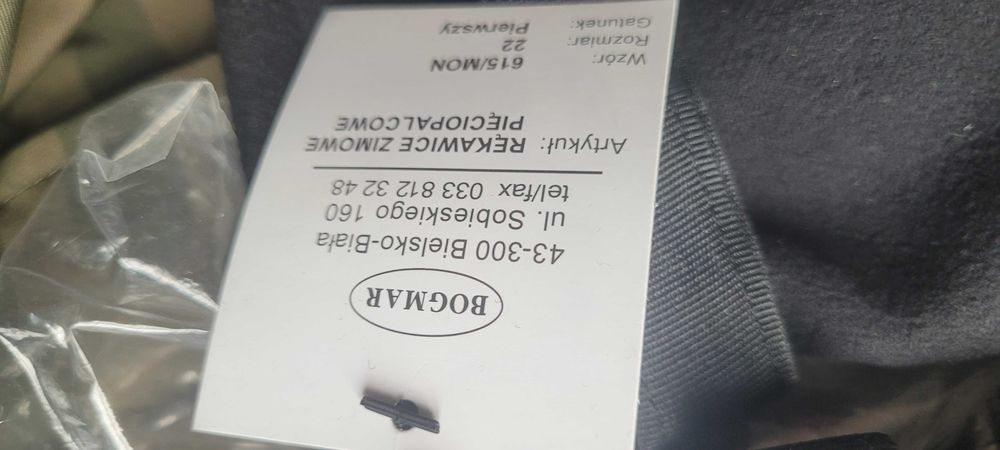 BOGMAR
43-300 Bielsko-Biała
ul. Sobieskiego 160
tel/fax 033 812 32 48
Artykuł: RĘKAWICE ZIMOWE
PIĘCIOPALCOWE
Wzór: 615/MON
Rozmiar: 22
Gatunek: Pierwszy